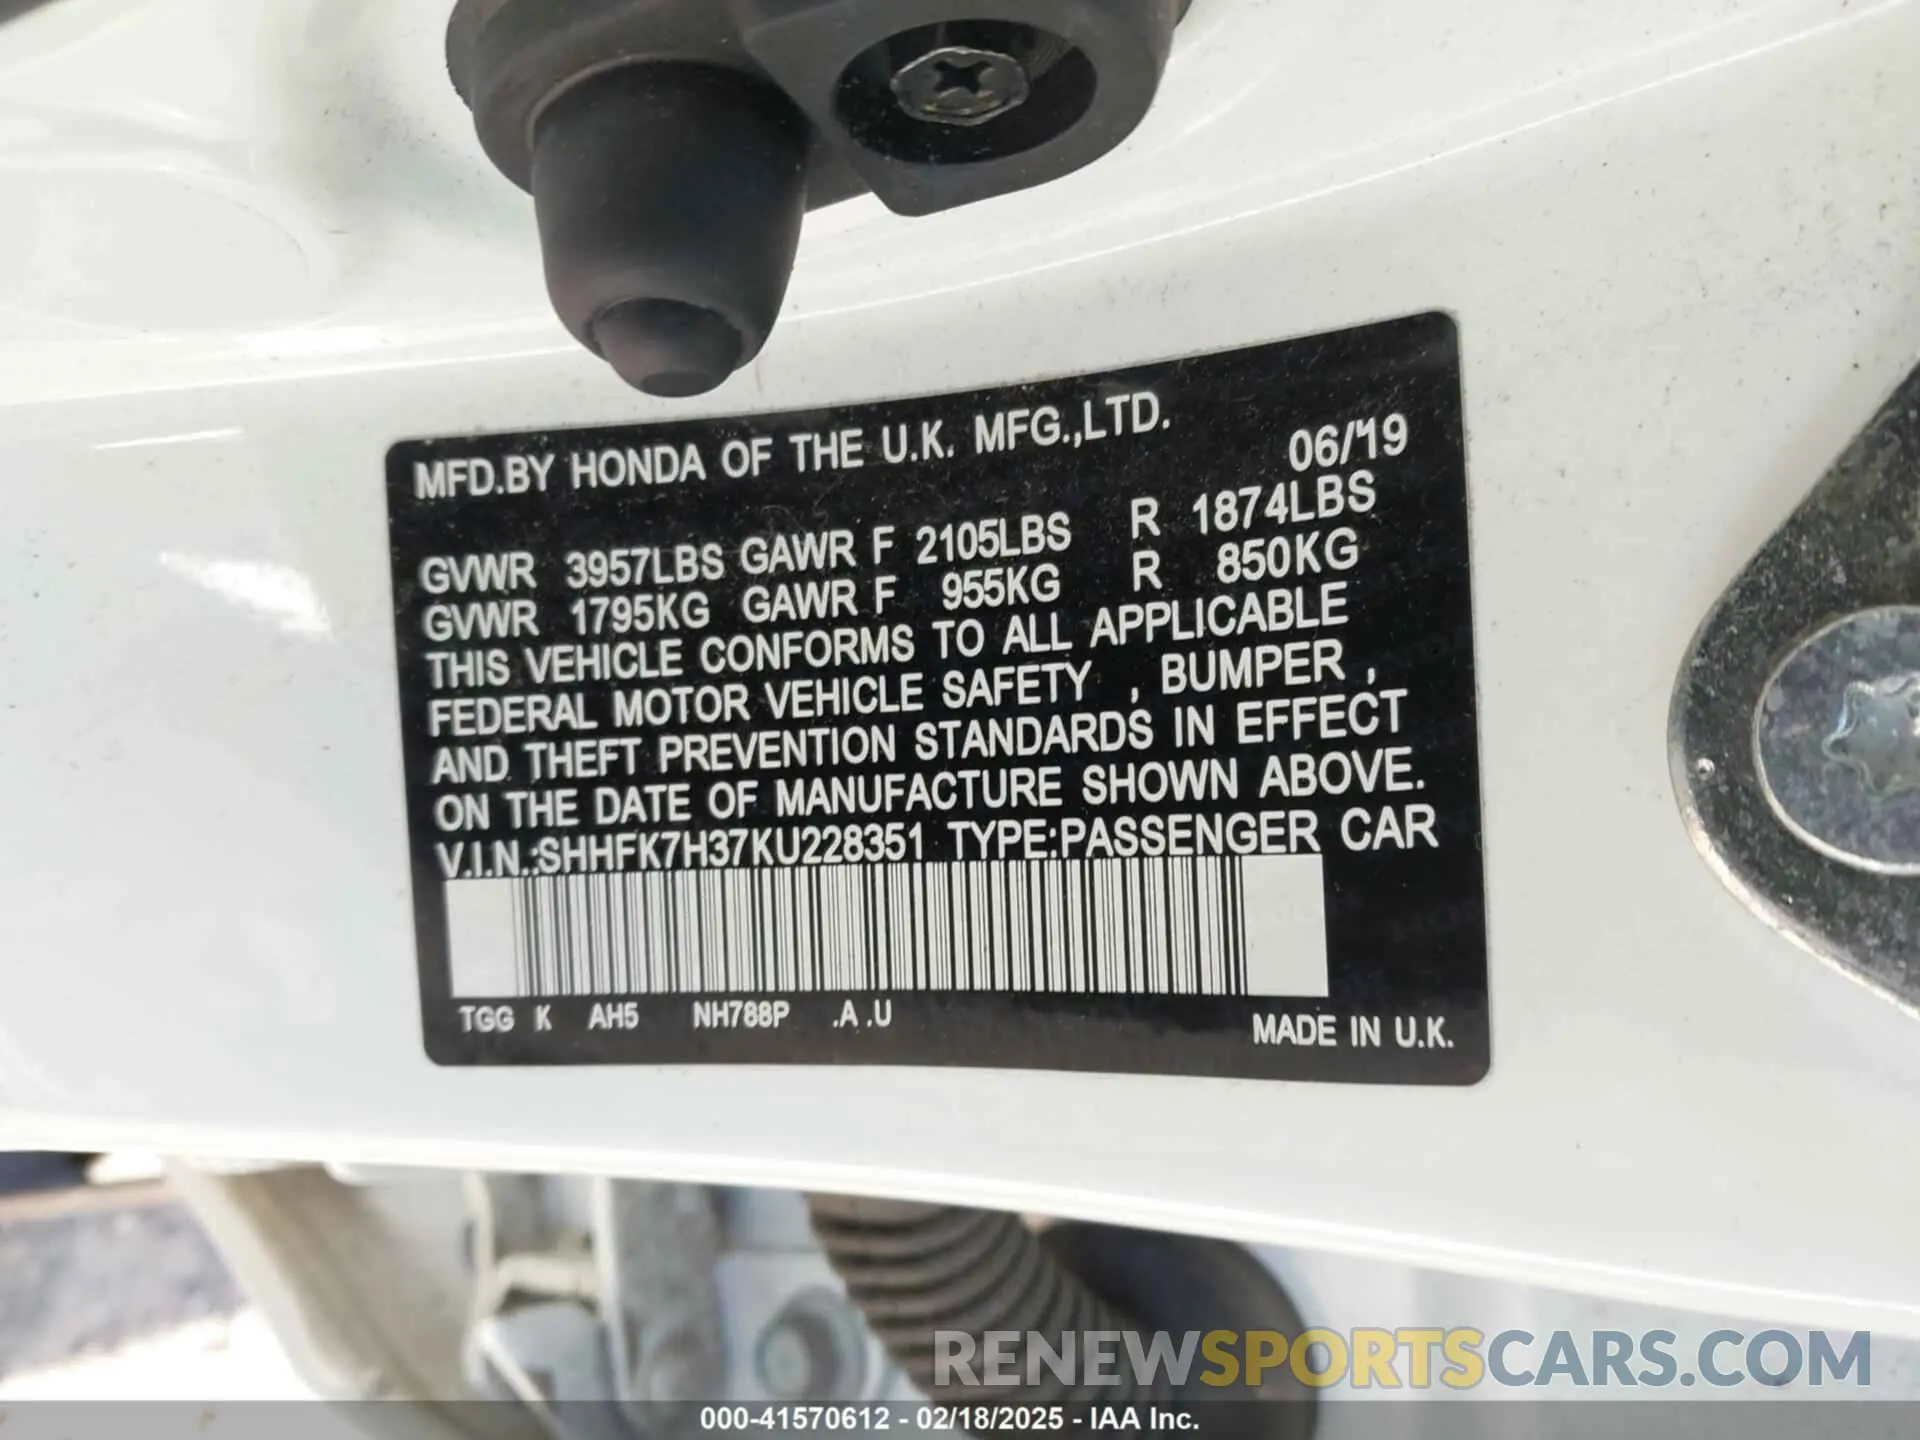 MFD.BY HONDA OF THE U.K. MFG.,LTD.
06/19
GVWR 3957LBS GAWR F 2105LBS R 1874LBS
GVWR 1795KG GAWR F 955KG R 850KG
THIS VEHICLE CONFORMS TO ALL APPLICABLE
FEDERAL MOTOR VEHICLE SAFETY , BUMPER ,
AND THEFT PREVENTION STANDARDS IN EFFECT
ON THE DATE OF MANUFACTURE SHOWN ABOVE.
V.I.N.:SHHFK7H37KU228351 TYPE:PASSENGER CAR
TGG K AH5 NH788P .A .U
MADE IN U.K.
RENEWSPORTSCARS.COM
000-41570612 - 02/18/2025 - IAA Inc.